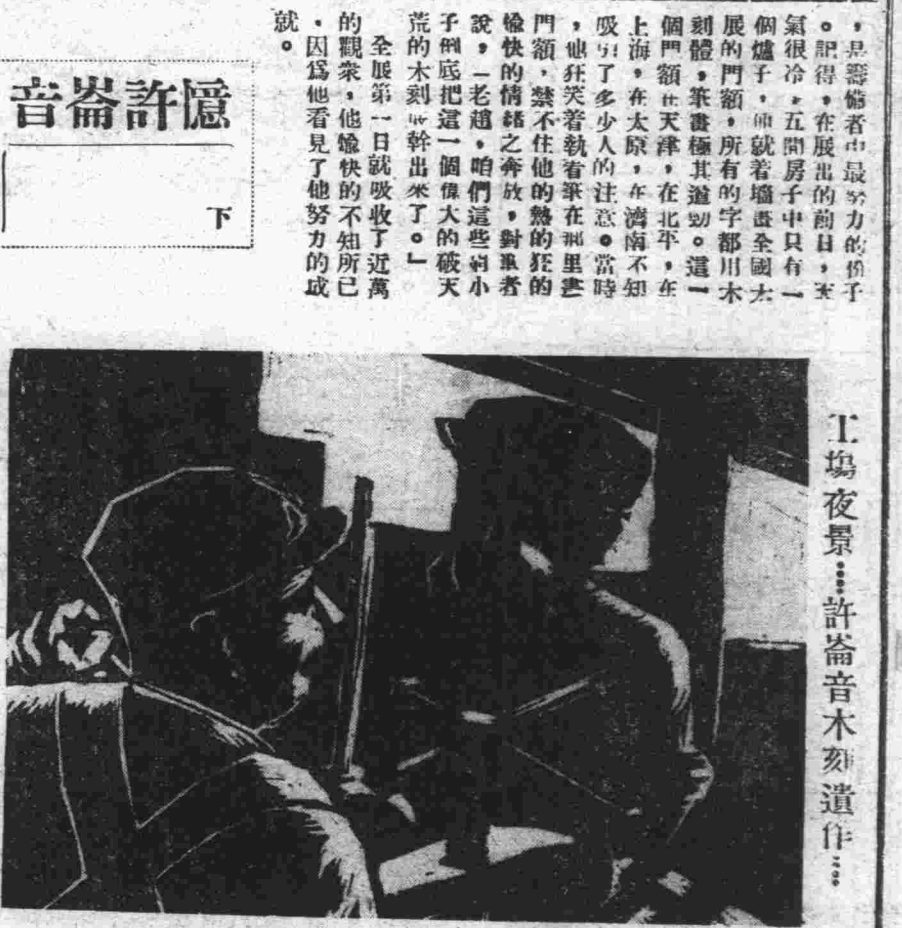 憶許崙音
下
，是籌備者中最努力的份子
。記得，在展出的前日，天
氣很冷，五間房子中只有一
個爐子，他就着墻畫全國木
展的門額，所有的字都用木
刻體，筆畫極其遒勁。這一
個門額在天津，在北平，在
上海，在太原，在濟南不知
吸引了多少人的注意。當時
，他狂笑着執着筆在那里畫
門額，禁不住他的熱的狂的
愉快的情緒之奔放，對筆者
說，「老趙，咱們這些窮小
子倒底把這一個偉大的破天
荒的木刻展幹出來了。」
全展第一日就吸收了近萬
的觀衆，他愉快的不知所已
，因爲他看見了他努力的成
就。
工塲夜景……許崙音木刻遺作……